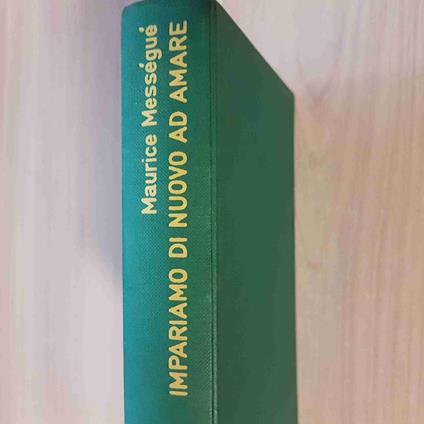 Maurice Mességué
IMPARIAMO DI NUOVO AD AMARE